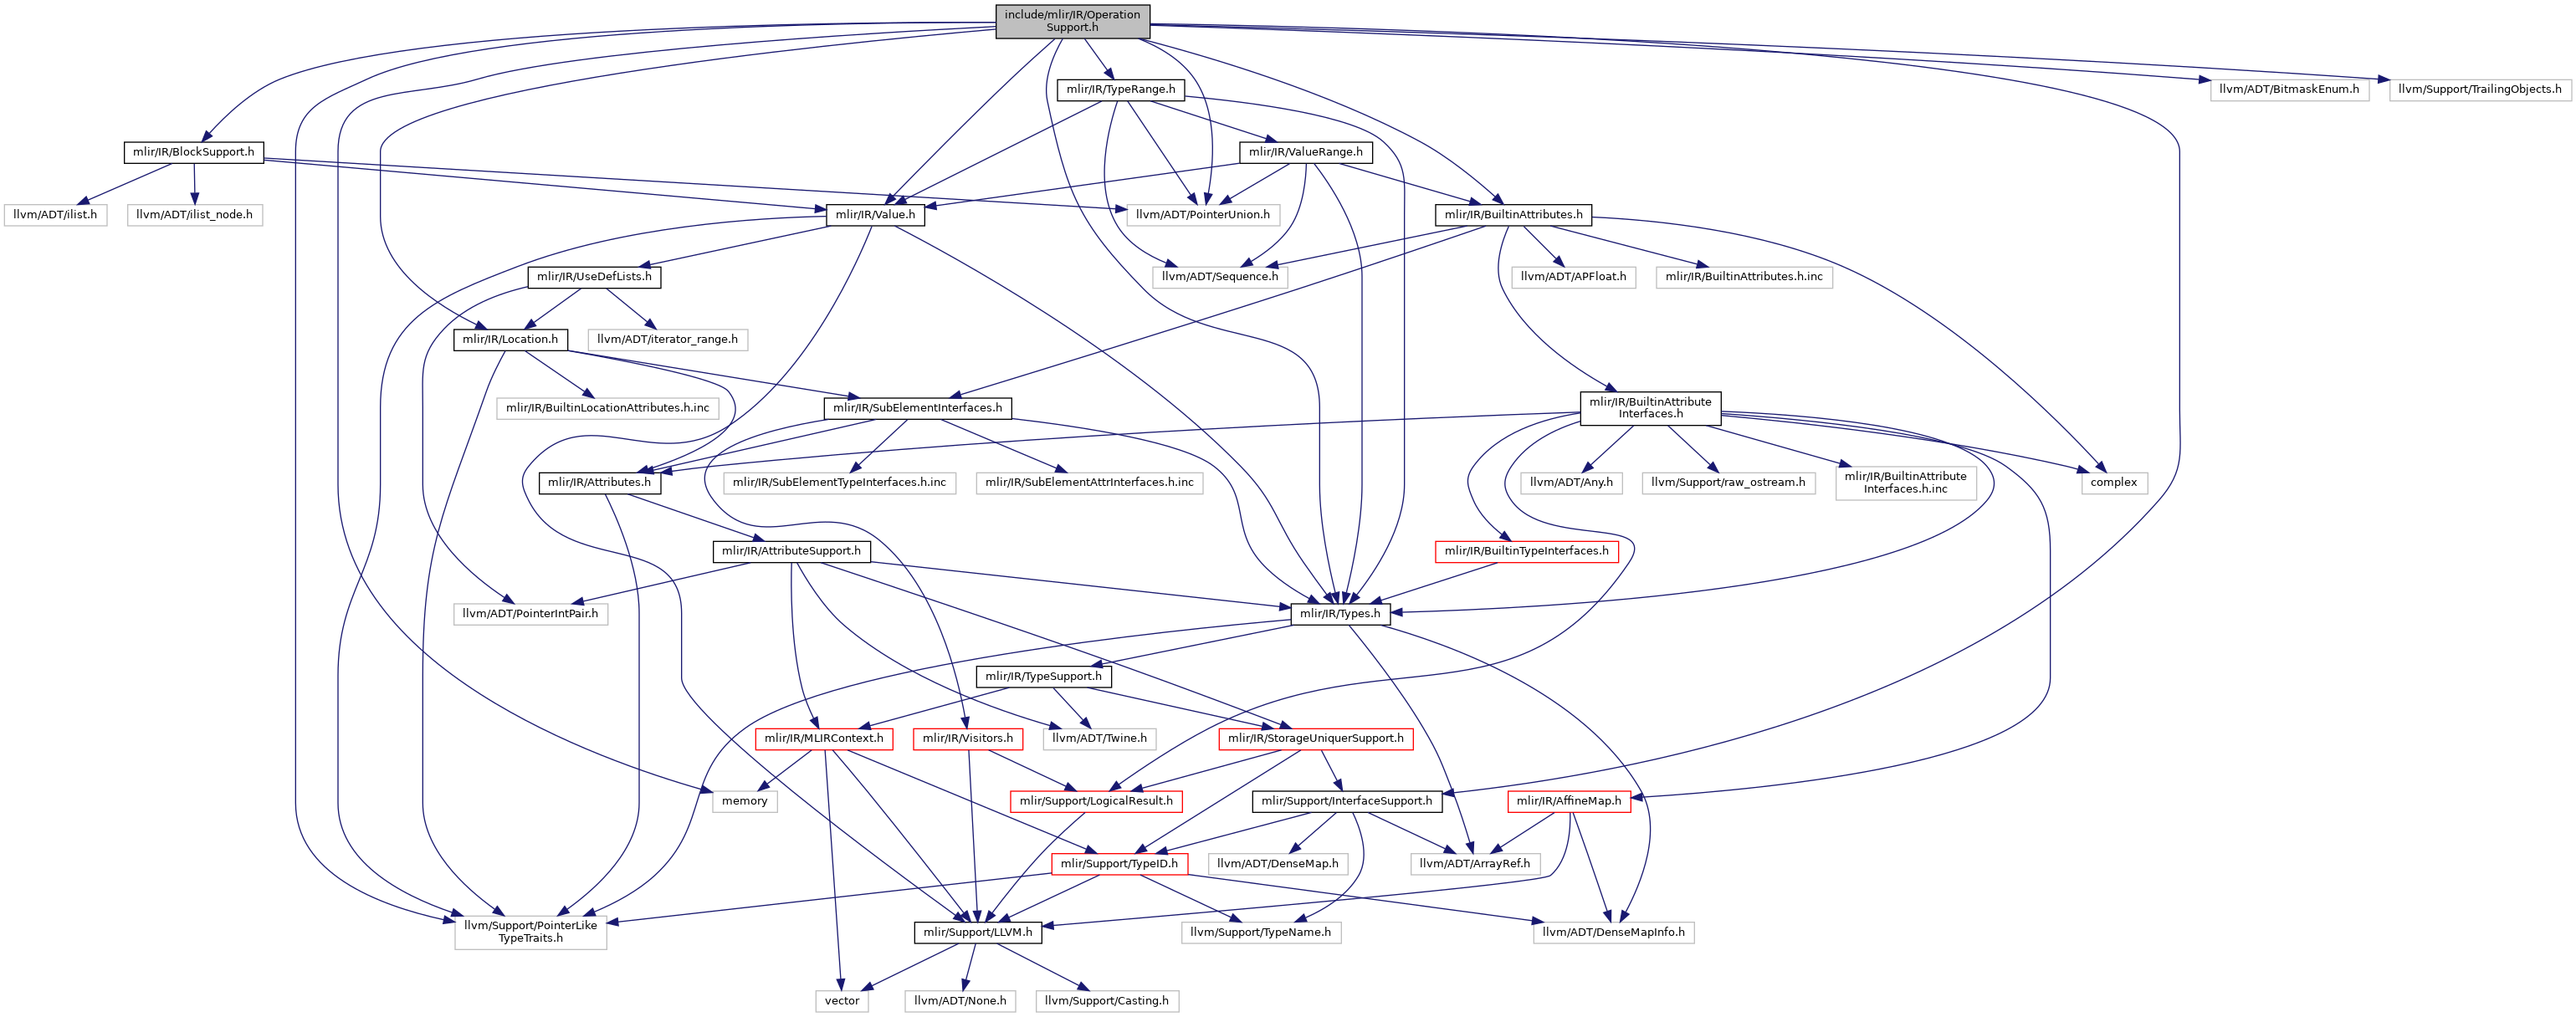 include/mlir/IR/Operation
Support.h
mlir/IR/TypeRange.h
llvm/ADT/BitmaskEnum.h
llvm/Support/TrailingObjects.h
mlir/IR/BlockSupport.h
mlir/IR/ValueRange.h
llvm/ADT/ilist.h
llvm/ADT/ilist_node.h
mlir/IR/Value.h
llvm/ADT/PointerUnion.h
mlir/IR/BuiltinAttributes.h
mlir/IR/UseDefLists.h
llvm/ADT/Sequence.h
llvm/ADT/APFloat.h
mlir/IR/BuiltinAttributes.h.inc
mlir/IR/Location.h
llvm/ADT/iterator_range.h
mlir/IR/BuiltinLocationAttributes.h.inc
mlir/IR/SubElementInterfaces.h
mlir/IR/BuiltinAttribute
Interfaces.h
mlir/IR/Attributes.h
mlir/IR/SubElementTypeInterfaces.h.inc
mlir/IR/SubElementAttrInterfaces.h.inc
llvm/ADT/Any.h
llvm/Support/raw_ostream.h
mlir/IR/BuiltinAttribute
Interfaces.h.inc
complex
mlir/IR/AttributeSupport.h
mlir/IR/BuiltinTypeInterfaces.h
llvm/ADT/PointerIntPair.h
mlir/IR/Types.h
mlir/IR/TypeSupport.h
mlir/IR/MLIRContext.h
mlir/IR/Visitors.h
llvm/ADT/Twine.h
mlir/IR/StorageUniquerSupport.h
memory
mlir/Support/LogicalResult.h
mlir/Support/InterfaceSupport.h
mlir/IR/AffineMap.h
mlir/Support/TypeID.h
llvm/ADT/DenseMap.h
llvm/ADT/ArrayRef.h
llvm/Support/PointerLike
TypeTraits.h
mlir/Support/LLVM.h
llvm/Support/TypeName.h
llvm/ADT/DenseMapInfo.h
vector
llvm/ADT/None.h
llvm/Support/Casting.h